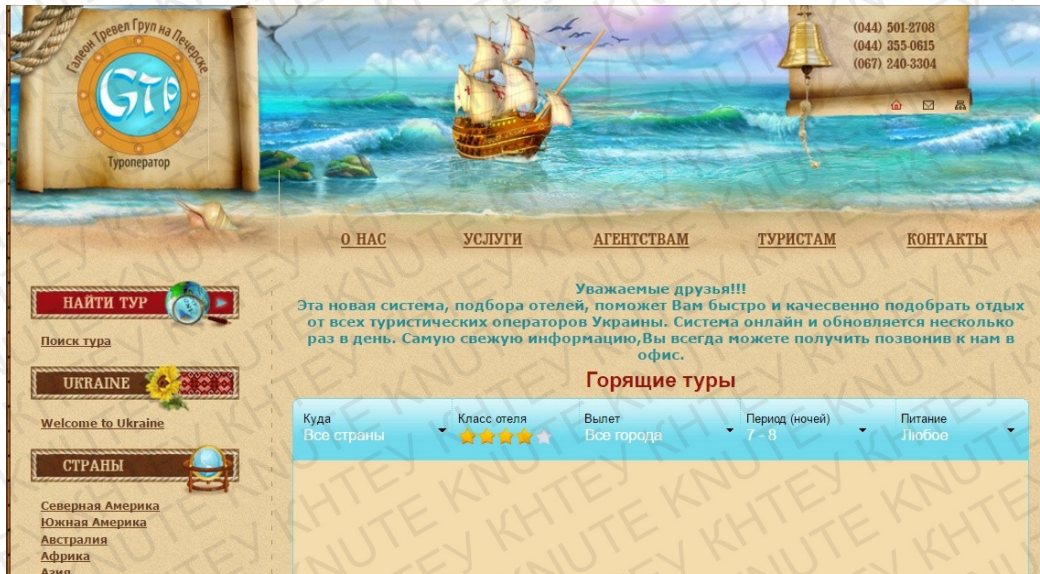 Галеон Тревел Груп на Печерске
GTP
Туроператор
(044) 501-2708
(044) 355-0615
(067) 240-3304
О НАС УСЛУГИ АГЕНТСТВАМ ТУРИСТАМ КОНТАКТЫ
НАЙТИ ТУР
Поиск тура
UKRAINE
Welcome to Ukraine
СТРАНЫ
Северная Америка
Южная Америка
Австралия
Африка
Азия
Уважаемые друзья!!!
Эта новая система, подбора отелей, поможет Вам быстро и качесвенно подобрать отдых
от всех туристических операторов Украины. Система онлайн и обновляется несколько
раз в день. Самую свежую информацию,Вы всегда можете получить позвонив к нам в
офис.
Горящие туры
Куда Класс отеля Вылет Период (ночей) Питание
Все страны Все города 7 - 8 Любое
KNUTE КНТЕУ